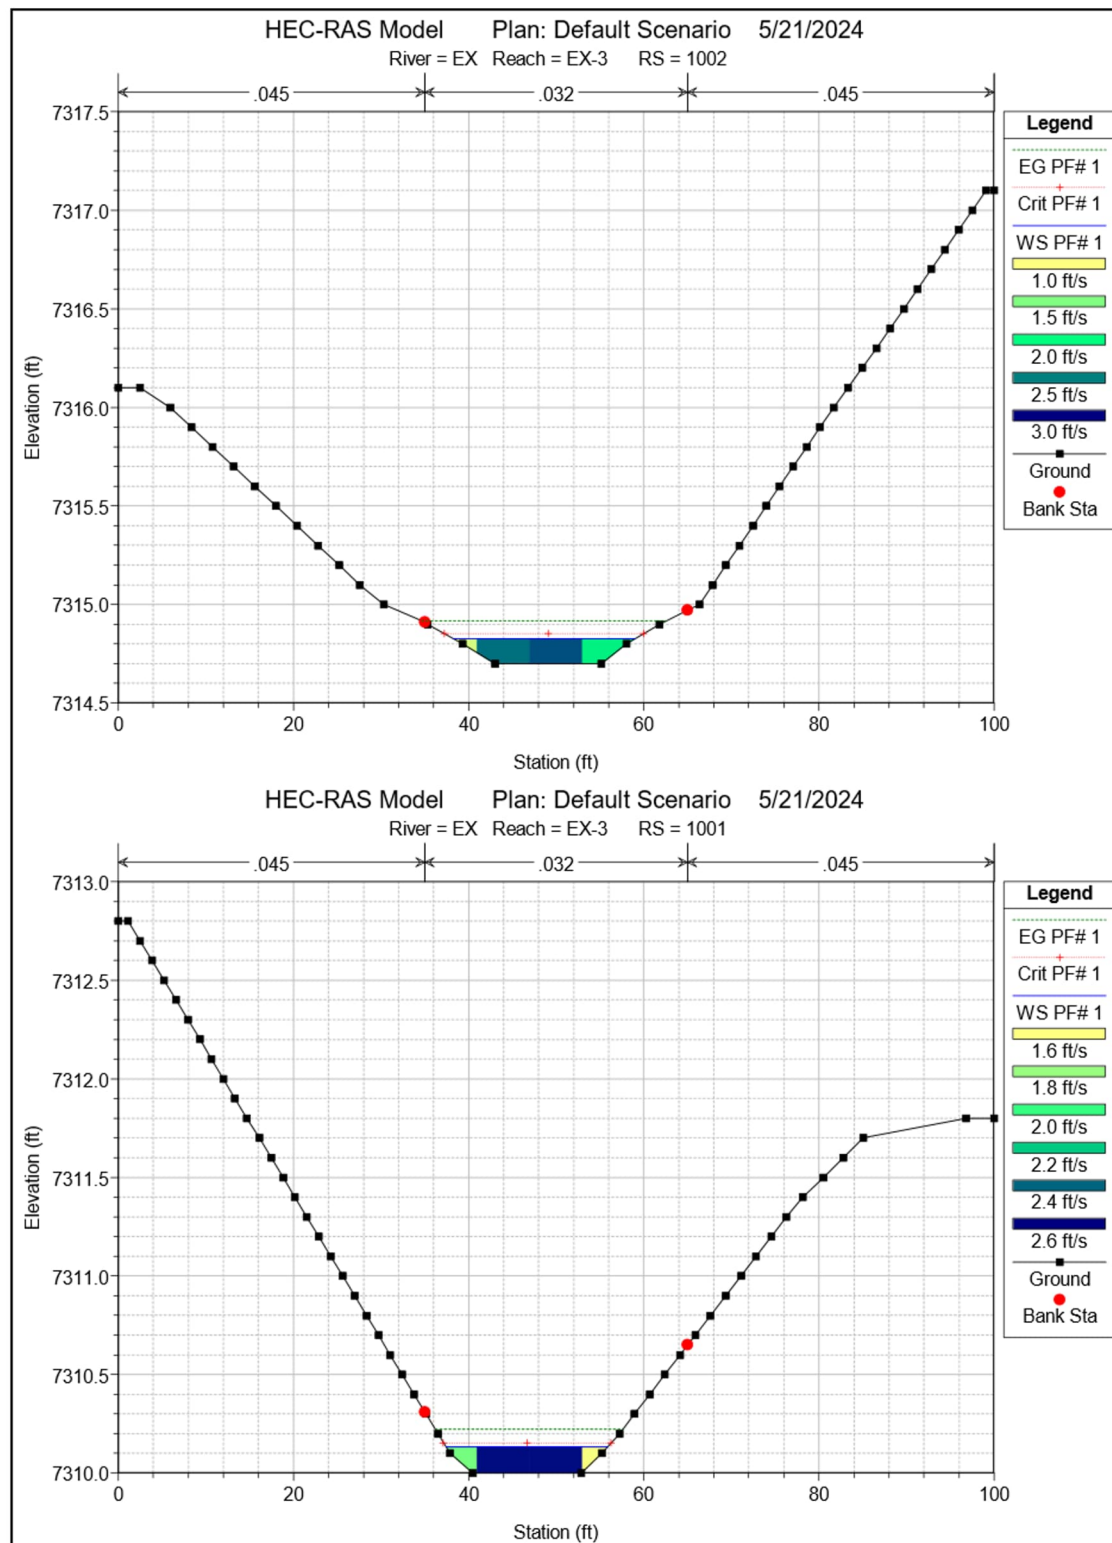 HEC-RAS Model Plan: Default Scenario 5/21/2024
River = EX Reach = EX-3 RS = 1002
.045 .032 .045
7317.5
7317.0
7316.5
7316.0
7315.5
7315.0
7314.5
Elevation (ft)
0 20 40 60 80 100
Station (ft)
Legend
EG PF# 1
Crit PF# 1
WS PF# 1
1.0 ft/s
1.5 ft/s
2.0 ft/s
2.5 ft/s
3.0 ft/s
Ground
Bank Sta
HEC-RAS Model Plan: Default Scenario 5/21/2024
River = EX Reach = EX-3 RS = 1001
.045 .032 .045
7313.0
7312.5
7312.0
7311.5
7311.0
7310.5
7310.0
Elevation (ft)
0 20 40 60 80 100
Station (ft)
Legend
EG PF# 1
Crit PF# 1
WS PF# 1
1.6 ft/s
1.8 ft/s
2.0 ft/s
2.2 ft/s
2.4 ft/s
2.6 ft/s
Ground
Bank Sta